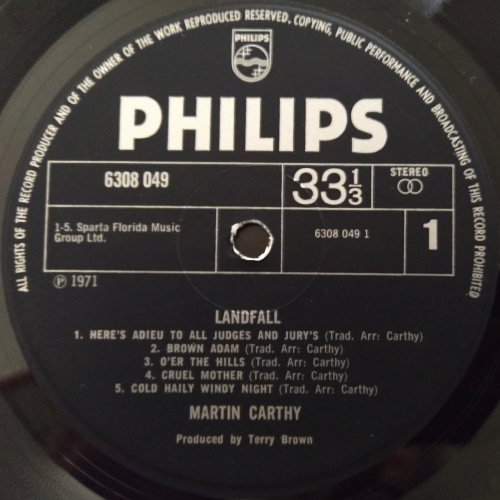 ALL RIGHTS OF THE RECORD PRODUCER AND OF THE OWNER OF THE WORK REPRODUCED RESERVED. COPYING, PUBLIC PERFORMANCE AND BROADCASTING OF THIS RECORD PROHIBITED
PHILIPS
PHILIPS
6308 049
33 1/3
STEREO
1-5. Sparta Florida Music
Group Ltd.
6308 049 1
1
℗ 1971
LANDFALL
1. HERE'S ADIEU TO ALL JUDGES AND JURY'S (Trad. Arr: Carthy)
2. BROWN ADAM (Trad. Arr: Carthy)
3. O'ER THE HILLS (Trad. Arr: Carthy)
4. CRUEL MOTHER (Trad. Arr: Carthy)
5. COLD HAILY WINDY NIGHT (Trad. Arr: Carthy)
MARTIN CARTHY
Produced by Terry Brown